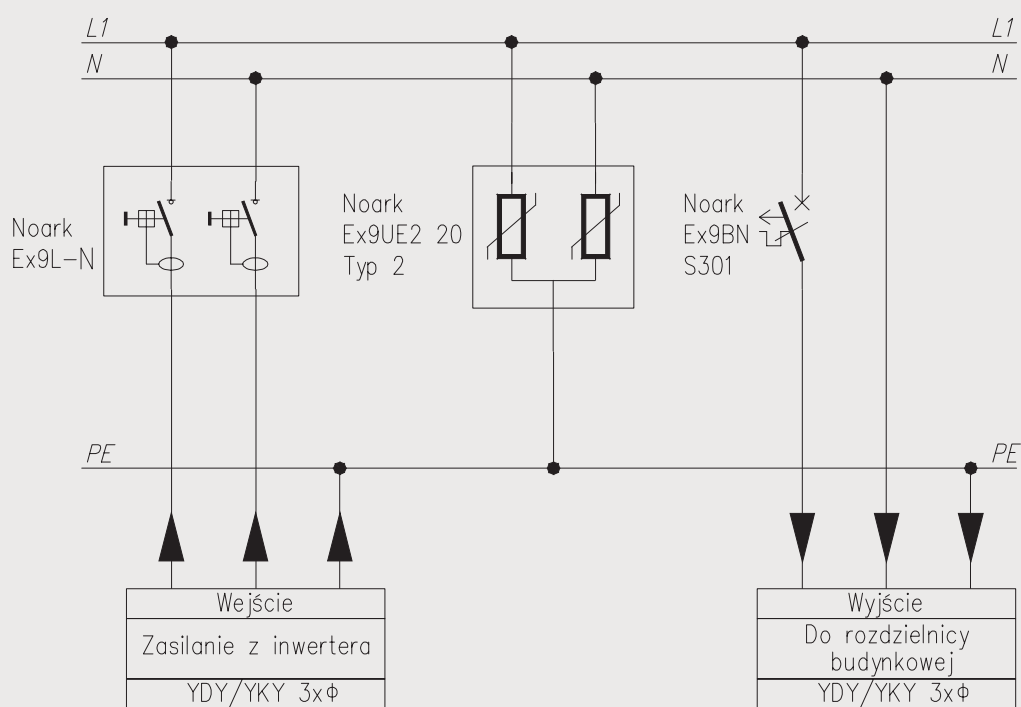 L1 L1
N N
Noark
Ex9L-N
Noark
Ex9UE2 20
Typ 2
Noark
Ex9BN
S301
PE PE
Wejście
Zasilanie z inwertera
YDY/YKY 3xΦ
Wyjście
Do rozdzielnicy
budynkowej
YDY/YKY 3xΦ